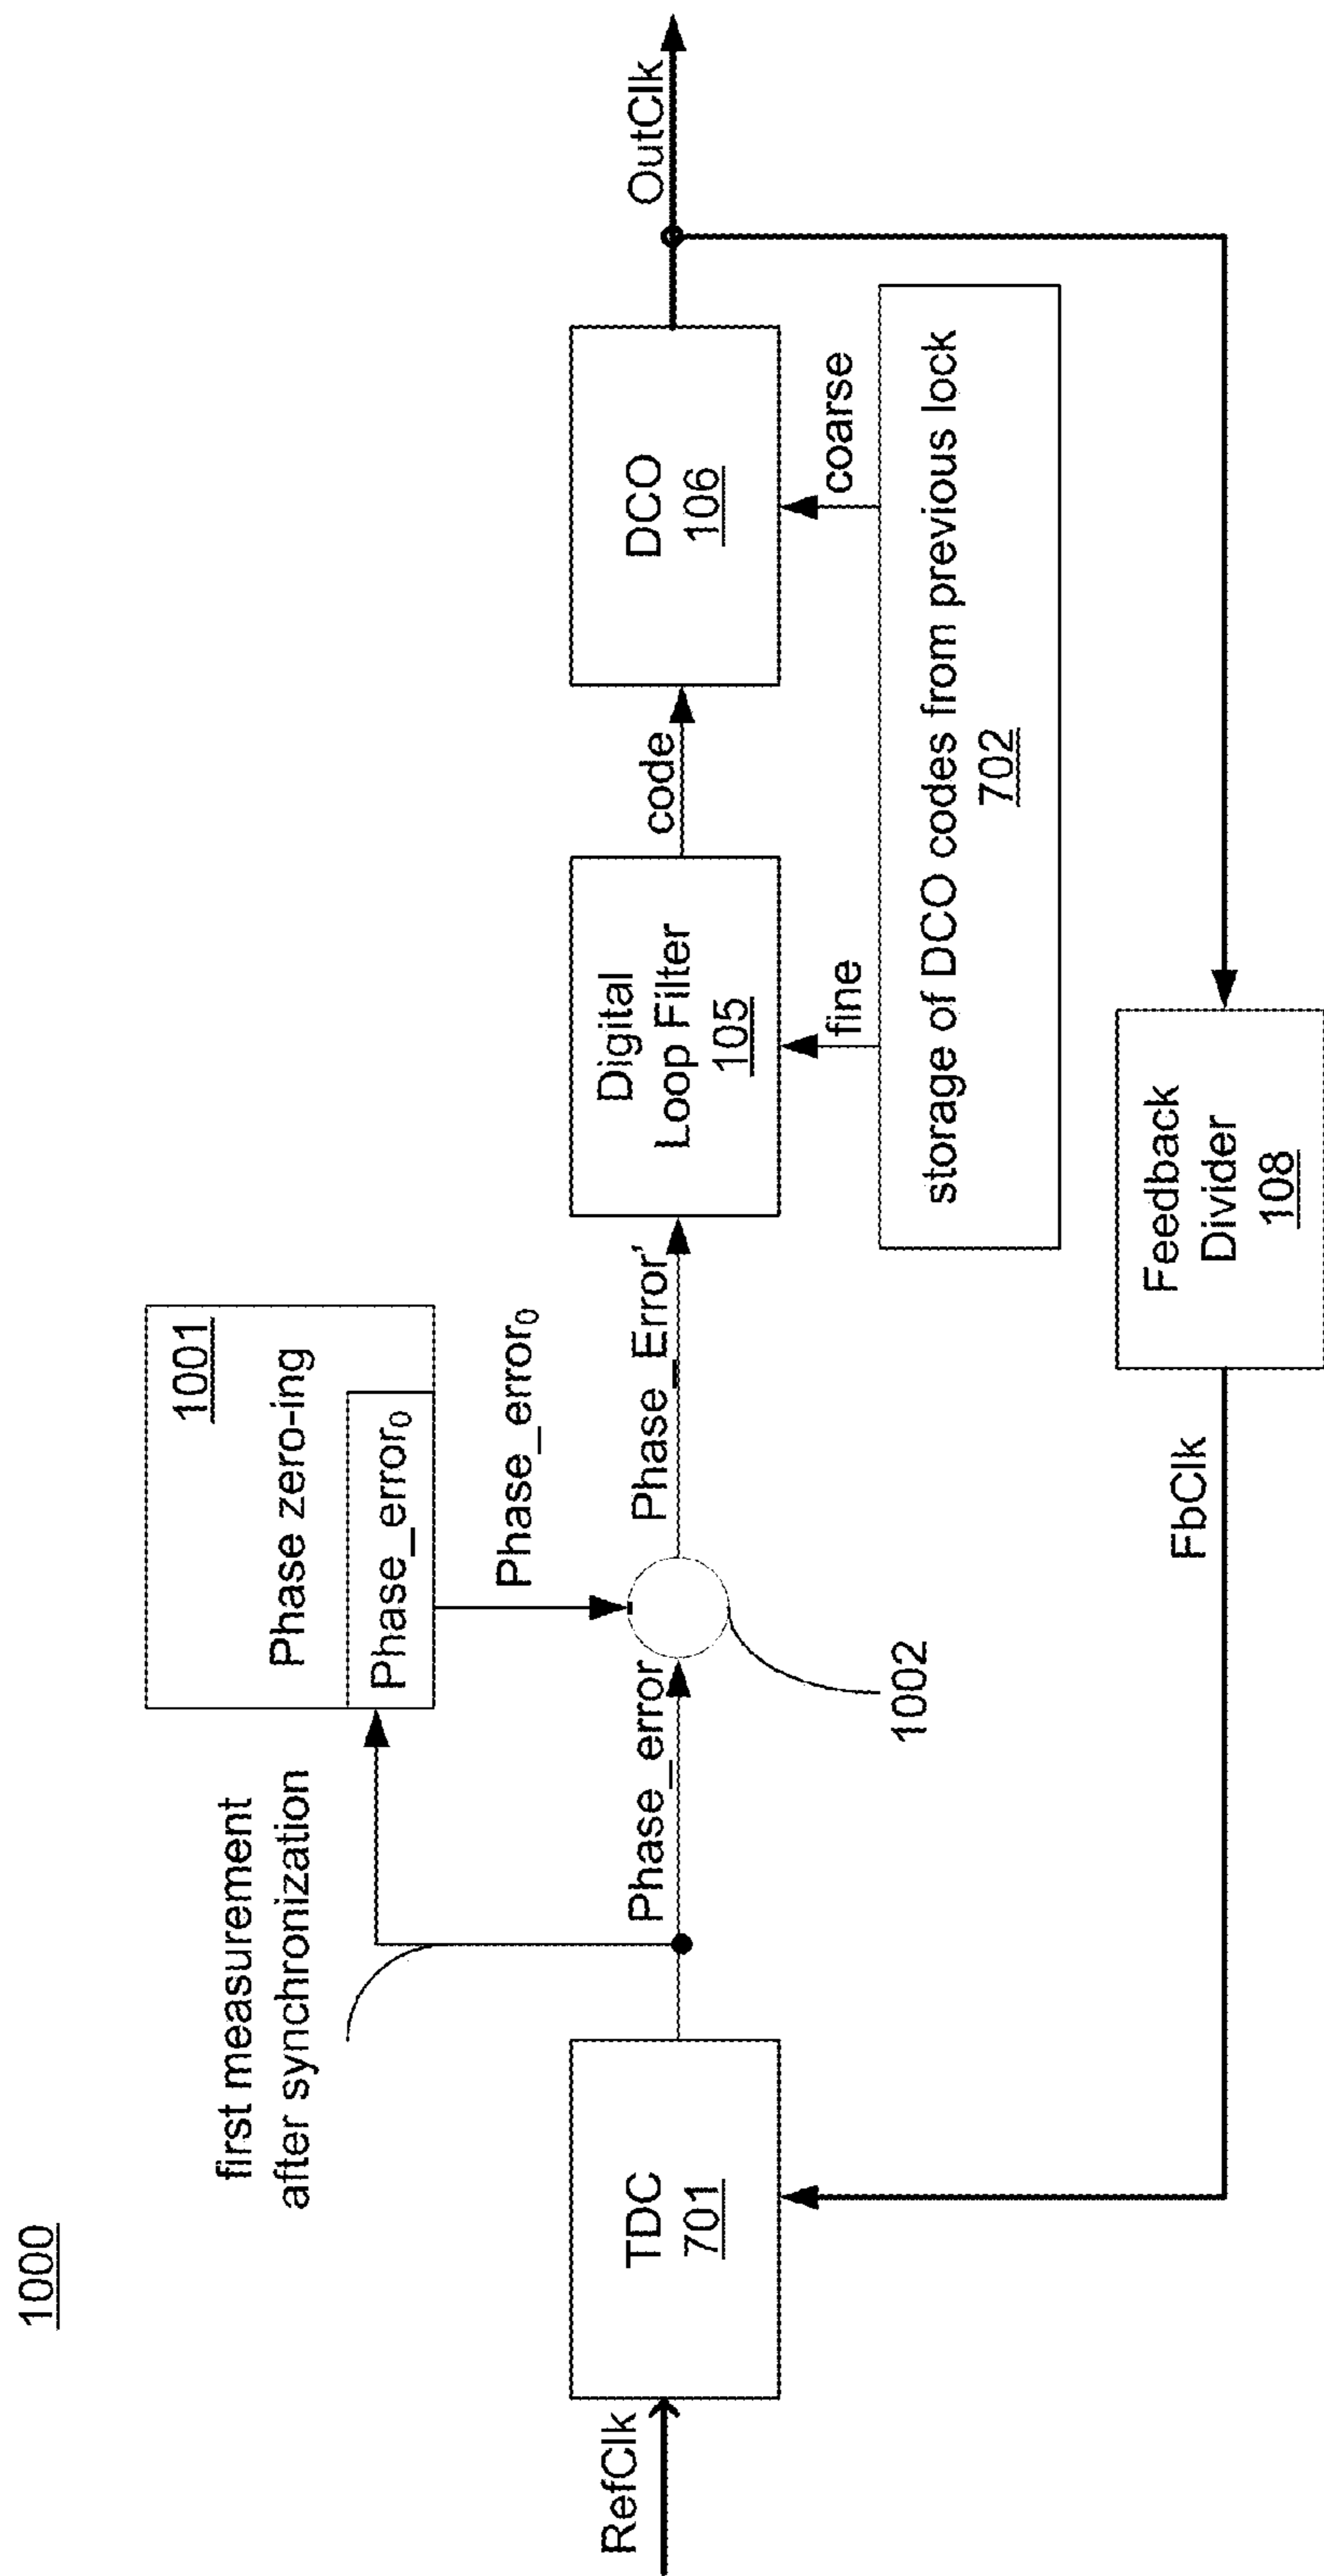 1000
first measurement
after synchronization
1001
Phase zero-ing
Phase_error₀
Phase_error₀
RefClk
TDC
701
Phase_error
1002
Phase_Error’
Digital
Loop Filter
105
code
DCO
106
OutClk
fine
coarse
storage of DCO codes from previous lock
702
FbClk
Feedback
Divider
108